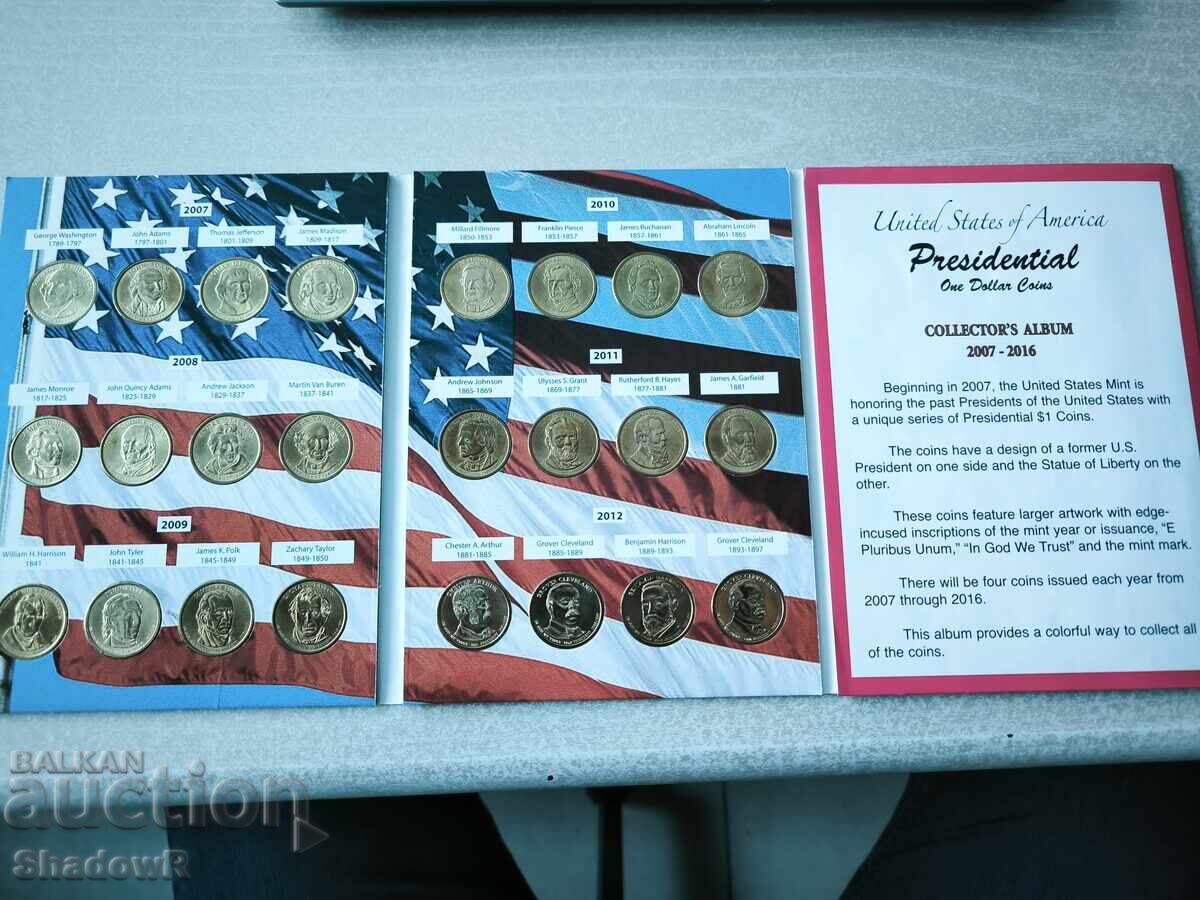 2007
George Washington
1789-1797
John Adams
1797-1801
Thomas Jefferson
1801-1809
James Madison
1809-1817
2008
James Monroe
1817-1825
John Quincy Adams
1825-1829
Andrew Jackson
1829-1837
Martin Van Buren
1837-1841
2009
William H. Harrison
1841
John Tyler
1841-1845
James K. Polk
1845-1849
Zachary Taylor
1849-1850
2010
Millard Fillmore
1850-1853
Franklin Pierce
1853-1857
James Buchanan
1857-1861
Abraham Lincoln
1861-1865
2011
Andrew Johnson
1865-1869
Ulysses S. Grant
1869-1877
Rutherford B. Hayes
1877-1881
James A. Garfield
1881
2012
Chester A. Arthur
1881-1885
Grover Cleveland
1885-1889
Benjamin Harrison
1889-1893
Grover Cleveland
1893-1897
United States of America
Presidential
One Dollar Coins
COLLECTOR'S ALBUM
2007 - 2016
Beginning in 2007, the United States Mint is
honoring the past Presidents of the United States with
a unique series of Presidential $1 Coins.
The coins have a design of a former U.S.
President on one side and the Statue of Liberty on the
other.
These coins feature larger artwork with edge-
incused inscriptions of the mint year or issuance, “E
Pluribus Unum,” “In God We Trust” and the mint mark.
There will be four coins issued each year from
2007 through 2016.
This album provides a colorful way to collect all
of the coins.
BALKAN
auction
ShadowR